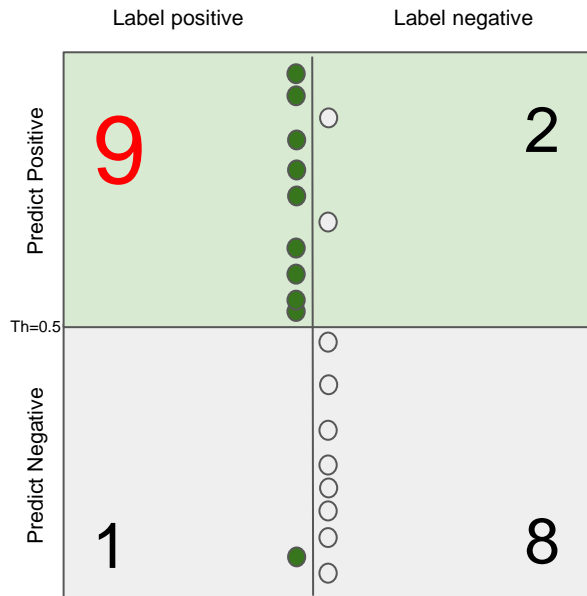 Label positive
Label negative
Predict Positive
9
2
Th=0.5
Predict Negative
1
8